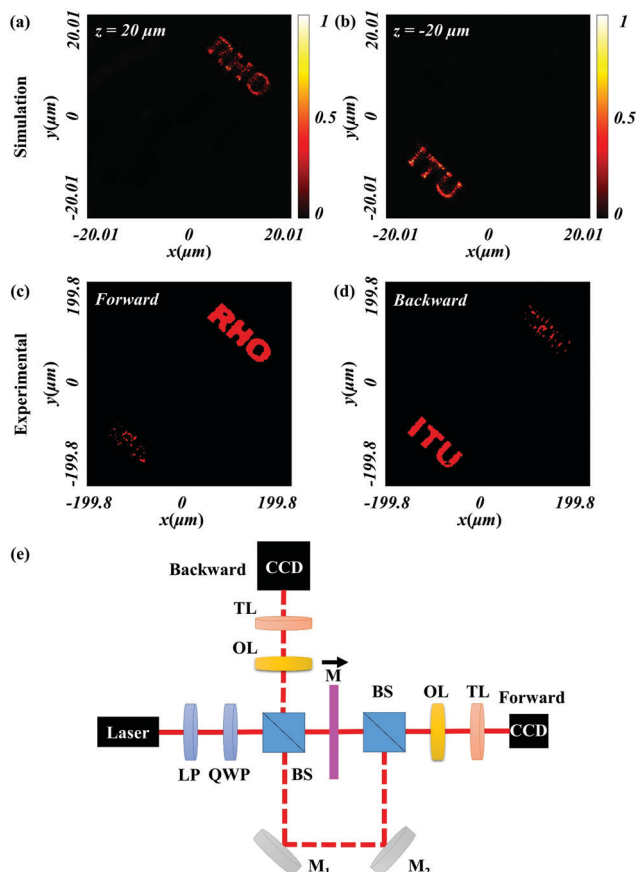 (a)
z = 20 μm
RHO
20.01
0
-20.01
y(μm)
-20.01 0 20.01
x(μm)
1
0.5
0
Simulation
(b)
z = -20 μm
ITU
20.01
0
-20.01
y(μm)
-20.01 0 20.01
x(μm)
1
0.5
0
(c)
Forward
RHO
199.8
0
-199.8
y(μm)
-199.8 0 199.8
x(μm)
Experimental
(d)
Backward
ITU
199.8
0
-199.8
y(μm)
-199.8 0 199.8
x(μm)
(e)
Backward CCD
TL
OL
M
BS OL TL Forward
Laser CCD
LP QWP BS
M₁ M₂